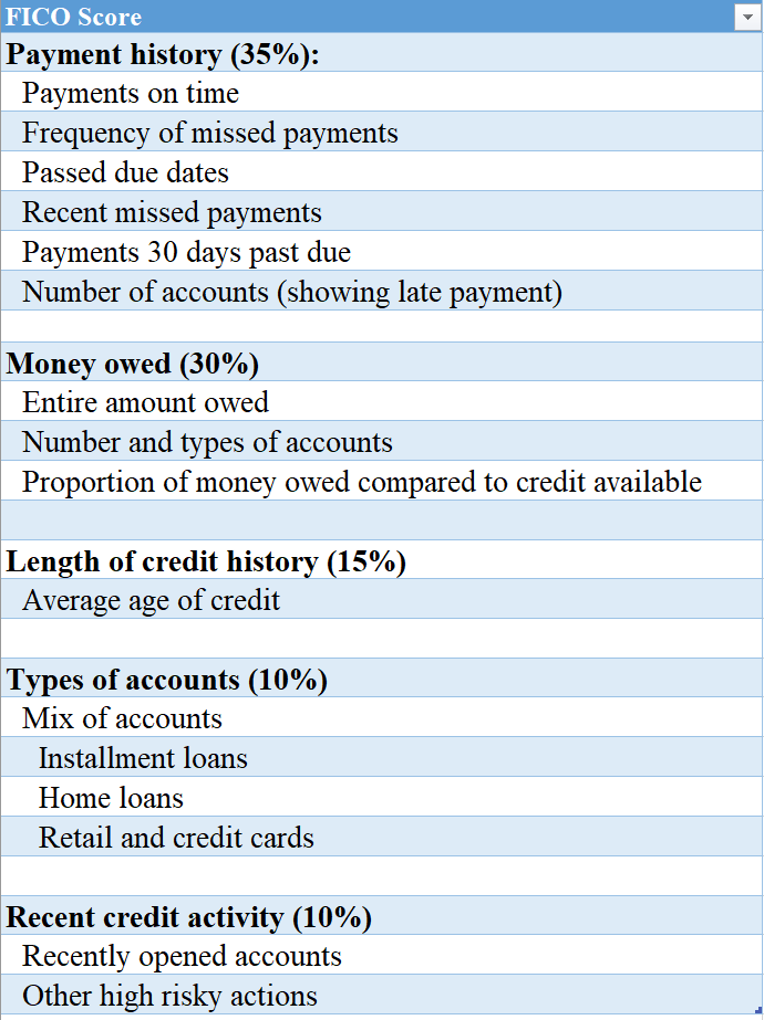 FICO Score
Payment history (35%):
Payments on time
Frequency of missed payments
Passed due dates
Recent missed payments
Payments 30 days past due
Number of accounts (showing late payment)
Money owed (30%)
Entire amount owed
Number and types of accounts
Proportion of money owed compared to credit available
Length of credit history (15%)
Average age of credit
Types of accounts (10%)
Mix of accounts
Installment loans
Home loans
Retail and credit cards
Recent credit activity (10%)
Recently opened accounts
Other high risky actions